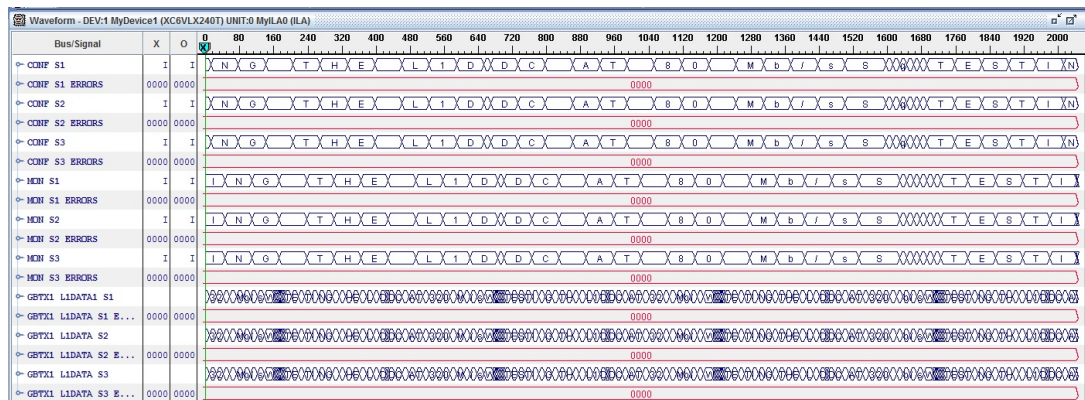 Waveform - DEV:1 MyDevice1 (XC6VLX240T) UNIT:0 MyILA0 (ILA)
Bus/Signal X O 0 80 160 240 320 400 480 560 640 720 800 880 960 1040 1120 1200 1280 1360 1440 1520 1600 1680 1760 1840 1920 2000
CONF S1 I I N G T H E L 1 D D C A T 8 0 M b / s S g T E S T I N
CONF S1 ERRORS 0000 0000 0000
CONF S2 I I N G T H E L 1 D D C A T 8 0 M b / s S g T E S T I N
CONF S2 ERRORS 0000 0000 0000
CONF S3 I I N G T H E L 1 D D C A T 8 0 M b / s S T E S T I N
CONF S3 ERRORS 0000 0000 0000
MON S1 I I I N G T H E L 1 D D C A T 8 0 M b / s S T E S T I
MON S1 ERRORS 0000 0000 0000
MON S2 I I I N G T H E L 1 D D C A T 8 0 M b / s S T E S T I
MON S2 ERRORS 0000 0000 0000
MON S3 I I I N G T H E L 1 D D C A T 8 0 M b / s S T E S T I
MON S3 ERRORS 0000 0000 0000
GBTX1 L1DATA1 S1
GBTX1 L1DATA S1 E... 0000 0000 0000
GBTX1 L1DATA S2
GBTX1 L1DATA S2 E... 0000 0000 0000
GBTX1 L1DATA S3
GBTX1 L1DATA S3 E... 0000 0000 0000